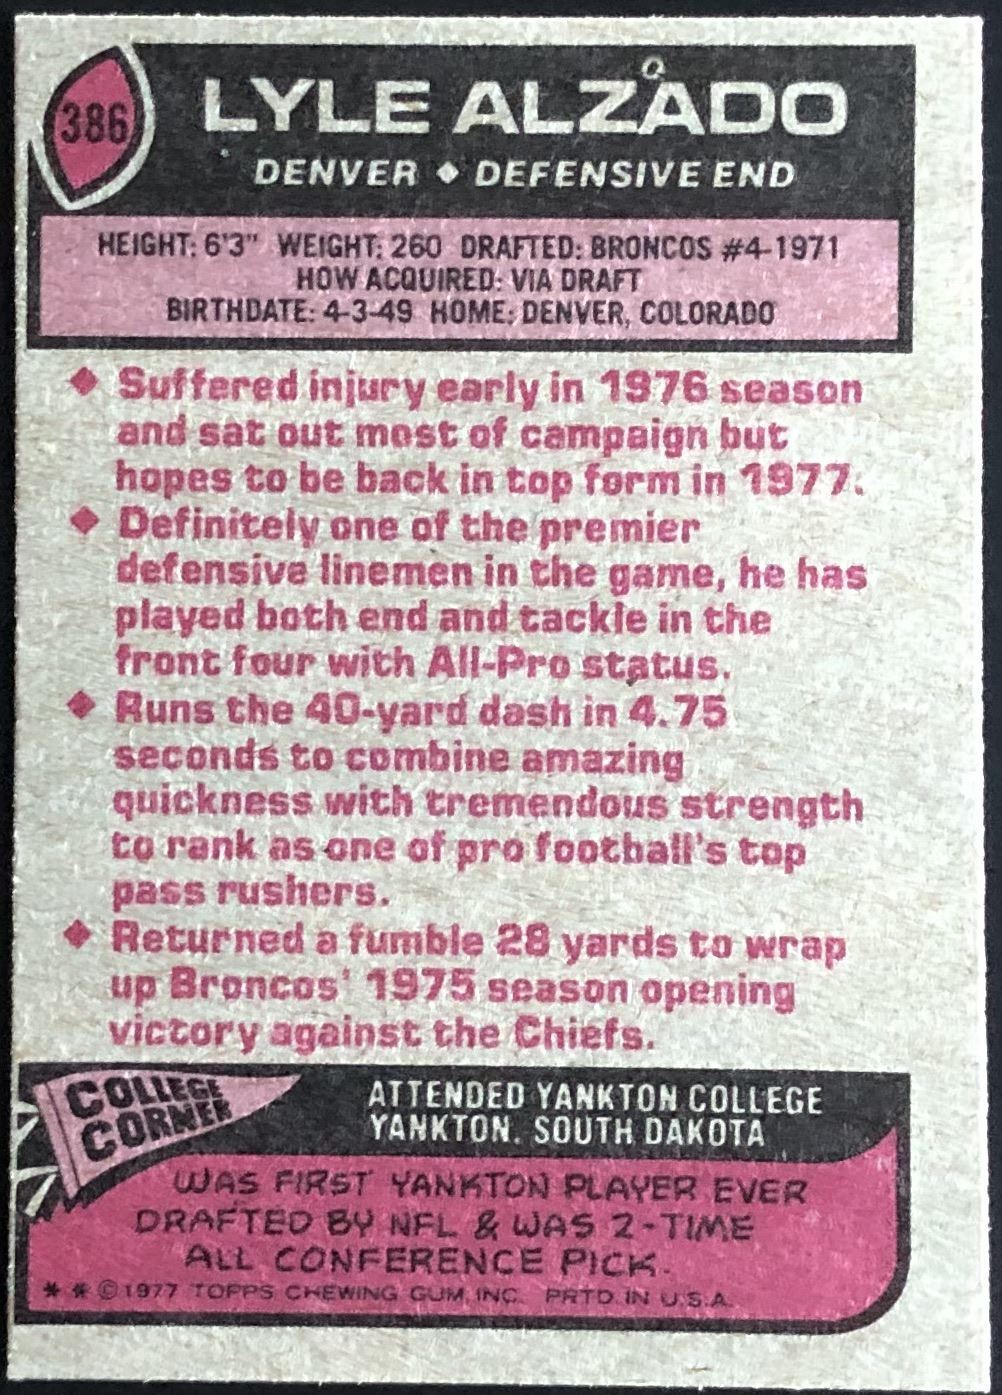 386
LYLE ALZADO
DENVER ◆ DEFENSIVE END
HEIGHT: 6'3" WEIGHT: 260 DRAFTED: BRONCOS #4-1971
HOW ACQUIRED: VIA DRAFT
BIRTHDATE: 4-3-49 HOME: DENVER, COLORADO
◆ Suffered injury early in 1976 season
and sat out most of campaign but
hopes to be back in top form in 1977.
◆ Definitely one of the premier
defensive linemen in the game, he has
played both end and tackle in the
front four with All-Pro status.
◆ Runs the 40-yard dash in 4.75
seconds to combine amazing
quickness with tremendous strength
to rank as one of pro football's top
pass rushers.
◆ Returned a fumble 28 yards to wrap
up Broncos' 1975 season opening
victory against the Chiefs.
COLLEGE
CORNER
ATTENDED YANKTON COLLEGE
YANKTON, SOUTH DAKOTA
WAS FIRST YANKTON PLAYER EVER
DRAFTED BY NFL & WAS 2-TIME
ALL CONFERENCE PICK.
* * © 1977 TOPPS CHEWING GUM, INC. PRTD. IN U.S.A.